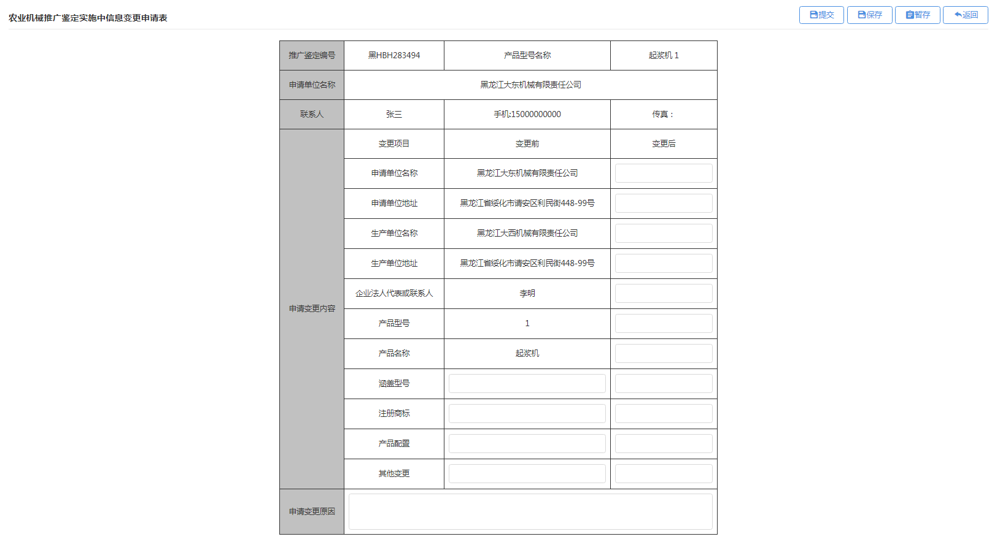 农业机械推广鉴定实施中信息变更申请表
提交 保存 暂存 返回
推广鉴定编号 黑HBH283494 产品型号名称 起浆机 1
申请单位名称 黑龙江大东机械有限责任公司
联系人 张三 手机:15000000000 传真：
申请变更内容
变更项目 变更前 变更后
申请单位名称 黑龙江大东机械有限责任公司
申请单位地址 黑龙江省绥化市请安区利民街448-99号
生产单位名称 黑龙江大西机械有限责任公司
生产单位地址 黑龙江省绥化市请安区利民街448-99号
企业法人代表或联系人 李明
产品型号 1
产品名称 起浆机
涵盖型号
注册商标
产品配置
其他变更
申请变更原因